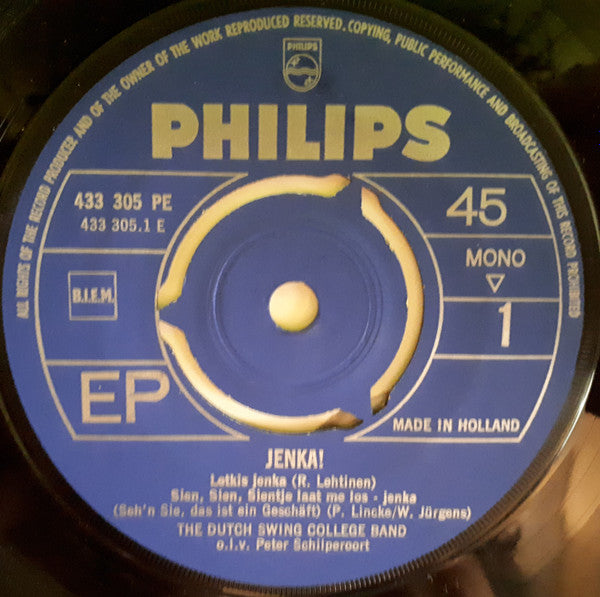 ALL RIGHTS OF THE RECORD PRODUCER AND OF THE OWNER OF THE WORK REPRODUCED RESERVED. COPYING, PUBLIC PERFORMANCE AND BROADCASTING OF THIS RECORD PROHIBITED
PHILIPS
PHILIPS
433 305 PE
433 305.1 E
45
MONO
B.I.E.M.
1
EP
MADE IN HOLLAND
JENKA!
Letkis jenka (R. Lehtinen)
Sien, Sien, Sientje laat me los - jenka
(Seh'n Sie, das ist ein Geschäft) (P. Lincke/W. Jürgens)
THE DUTCH SWING COLLEGE BAND
o.l.v. Peter Schilperoort